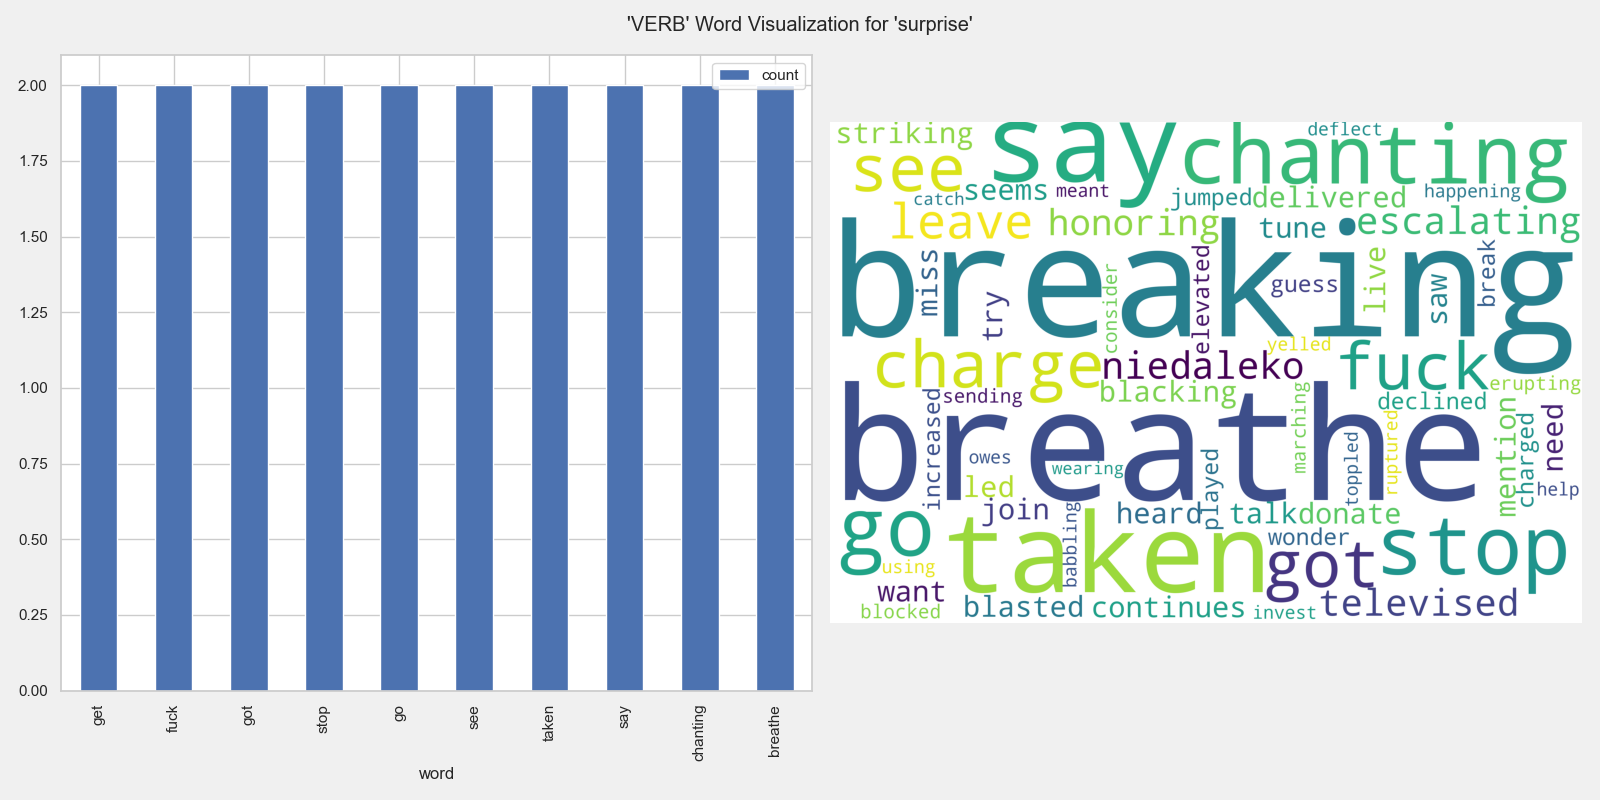 'VERB' Word Visualization for 'surprise'
count
2.00
1.75
1.50
1.25
1.00
0.75
0.50
0.25
0.00
get
fuck
got
stop
go
see
taken
say
chanting
breathe
word
striking
say
deflect
chanting
see
seems
meant
catch
jumped
delivered
happening
leave
honoring
tune
escalating
breaking
miss
try
consider
elevated
guess
live
saw
break
yelled
charge
niedaleko
fuck
erupting
sending
blacking
declined
breathe
increased
owes
wearing
marching
toppled
ruptured
mention
charged
need
help
led
join
babbling
heard
played
talk
donate
go
taken
wonder
got
stop
using
want
blocked
blasted
continues
invest
televised